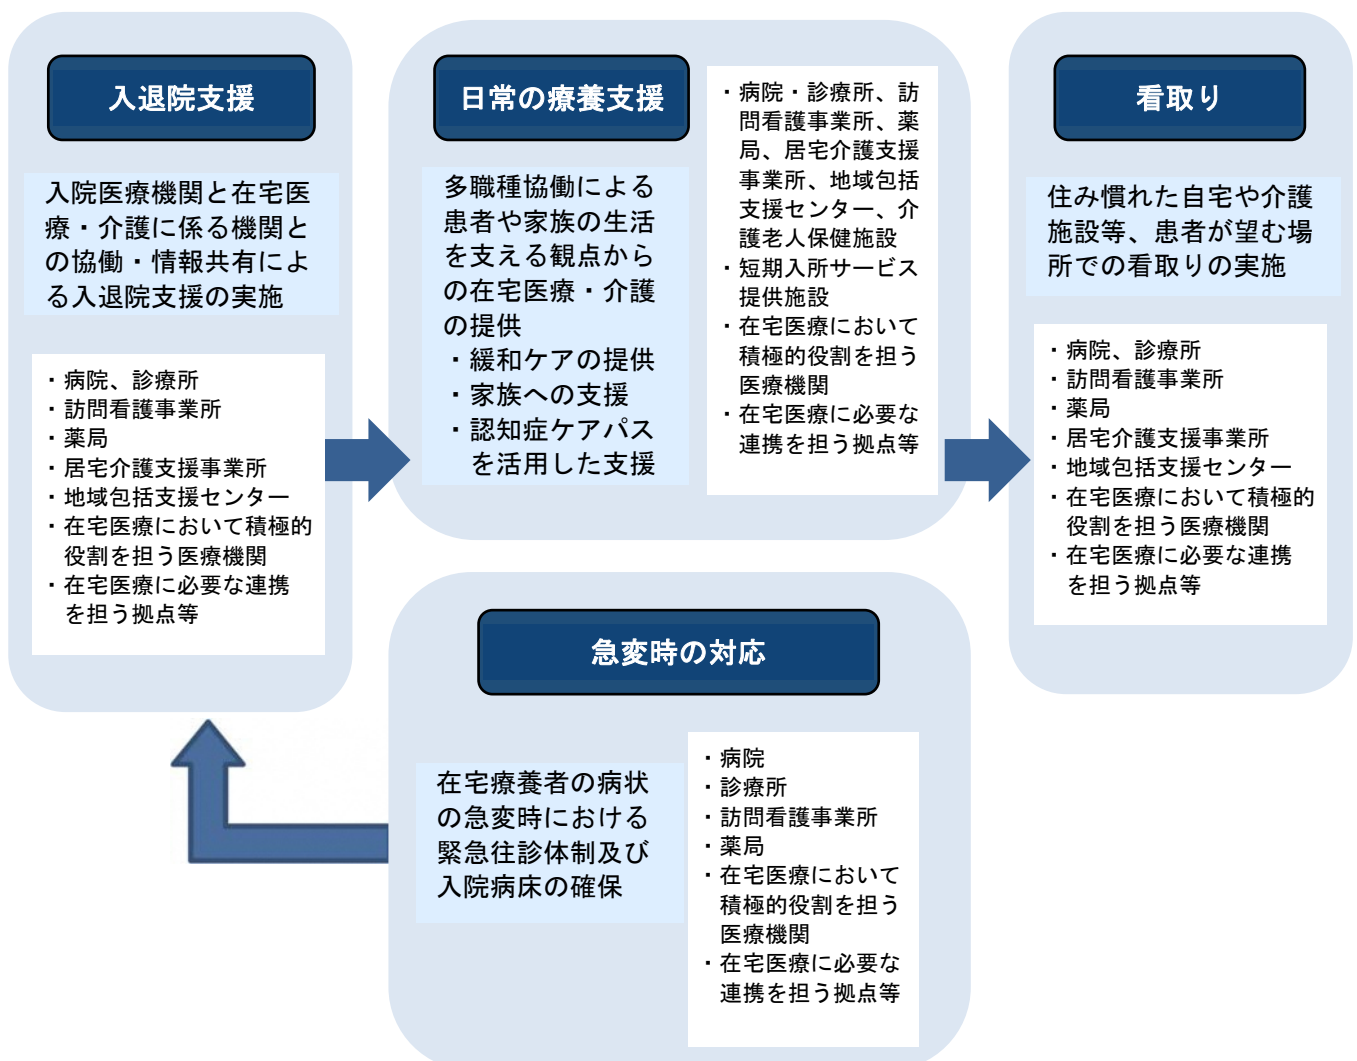 入退院支援
入院医療機関と在宅医
療・介護に係る機関と
の協働・情報共有によ
る入退院支援の実施
・病院、診療所
・訪問看護事業所
・薬局
・居宅介護支援事業所
・地域包括支援センター
・在宅医療において積極的
役割を担う医療機関
・在宅医療に必要な連携
を担う拠点等
日常の療養支援
多職種協働による
患者や家族の生活
を支える観点から
の在宅医療・介護
の提供
・緩和ケアの提供
・家族への支援
・認知症ケアパス
を活用した支援
・病院・診療所、訪
問看護事業所、薬
局、居宅介護支援
事業所、地域包括
支援センター、介
護老人保健施設
・短期入所サービス
提供施設
・在宅医療において
積極的役割を担う
医療機関
・在宅医療に必要な
連携を担う拠点等
看取り
住み慣れた自宅や介護
施設等、患者が望む場
所での看取りの実施
・病院、診療所
・訪問看護事業所
・薬局
・居宅介護支援事業所
・地域包括支援センター
・在宅医療において積極的
役割を担う医療機関
・在宅医療に必要な連携
を担う拠点等
急変時の対応
在宅療養者の病状
の急変時における
緊急往診体制及び
入院病床の確保
・病院
・診療所
・訪問看護事業所
・薬局
・在宅医療において
積極的役割を担う
医療機関
・在宅医療に必要な
連携を担う拠点等